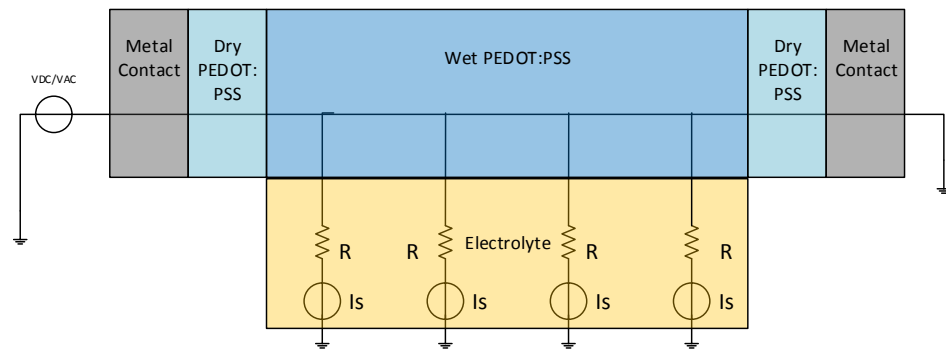 Metal
Contact
Dry
PEDOT:
PSS
Wet PEDOT:PSS
Dry
PEDOT:
PSS
Metal
Contact
VDC/VAC
R
R
Electrolyte
R
R
Is
Is
Is
Is